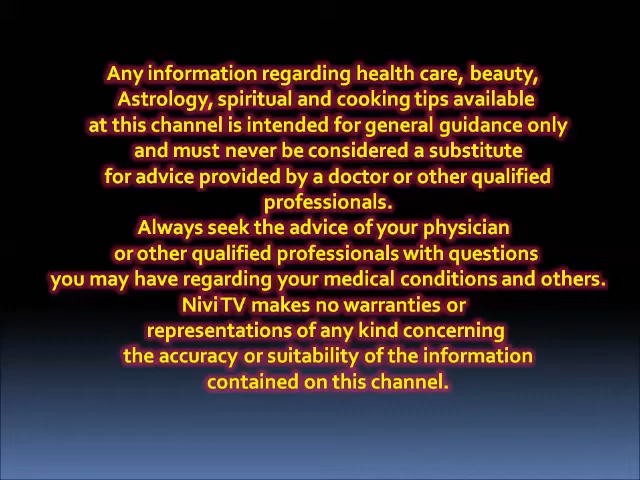 Any information regarding health care, beauty,
Astrology, spiritual and cooking tips available
at this channel is intended for general guidance only
and must never be considered a substitute
for advice provided by a doctor or other qualified
professionals.
Always seek the advice of your physician
or other qualified professionals with questions
you may have regarding your medical conditions and others.
Nivi TV makes no warranties or
representations of any kind concerning
the accuracy or suitability of the information
contained on this channel.